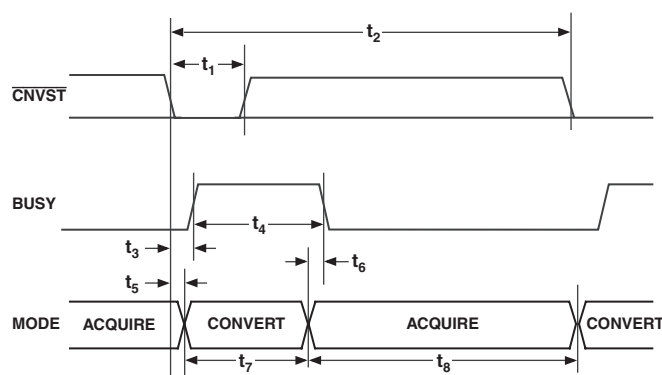 t2
t1
CNVST
BUSY
t4
t3
t6
t5
MODE ACQUIRE CONVERT ACQUIRE CONVERT
t7 t8